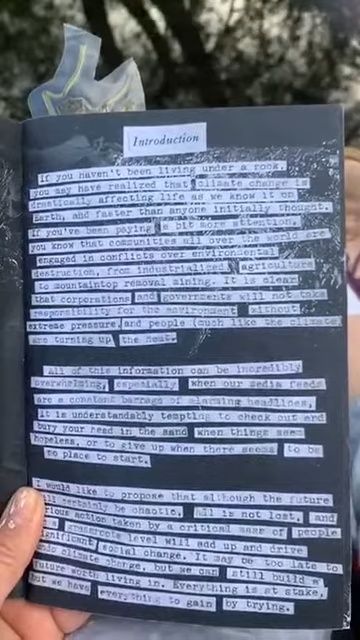 Introduction
If you haven't been living under a rock,
you may have realized that climate change is
drastically affecting life as we know it on
Earth, and faster than anyone initially thought.
If you've been paying a bit more attention,
you know that communities all over the world are
engaged in conflicts over environmental
destruction, from industrialized agriculture
to mountaintop removal mining. It is clear
that corporations and governments will not take
responsibility for the environment without
extreme pressure, and people (much like the climate)
are turning up the heat.
All of this information can be incredibly
overwhelming, especially when our media feeds
are a constant barrage of alarming headlines.
It is understandably tempting to check out and
bury your head in the sand when things seem
hopeless, or to give up when there seems to be
no place to start.
I would like to propose that although the future
will certainly be chaotic, all is not lost, and
serious action taken by a critical mass of people
grassroots level will add up and drive
significant social change. It may be too late to
climate change, but we can still build a
future worth living in. Everything is at stake,
but we have everything to gain by trying.